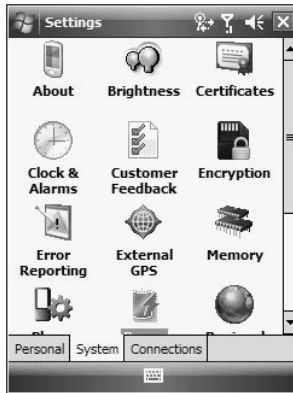 Settings
About Brightness Certificates
Clock & Customer Encryption
Alarms Feedback
Error External Memory
Reporting GPS
Personal System Connections